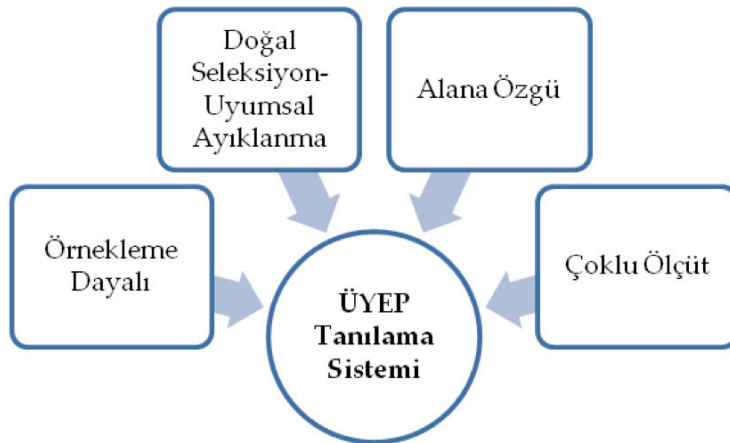 Doğal
Seleksiyon-
Uyumsal
Ayıklanma
Alana Özgü
Örnekleme
Dayalı
Çoklu Ölçüt
ÜYEP
Tanılama
Sistemi